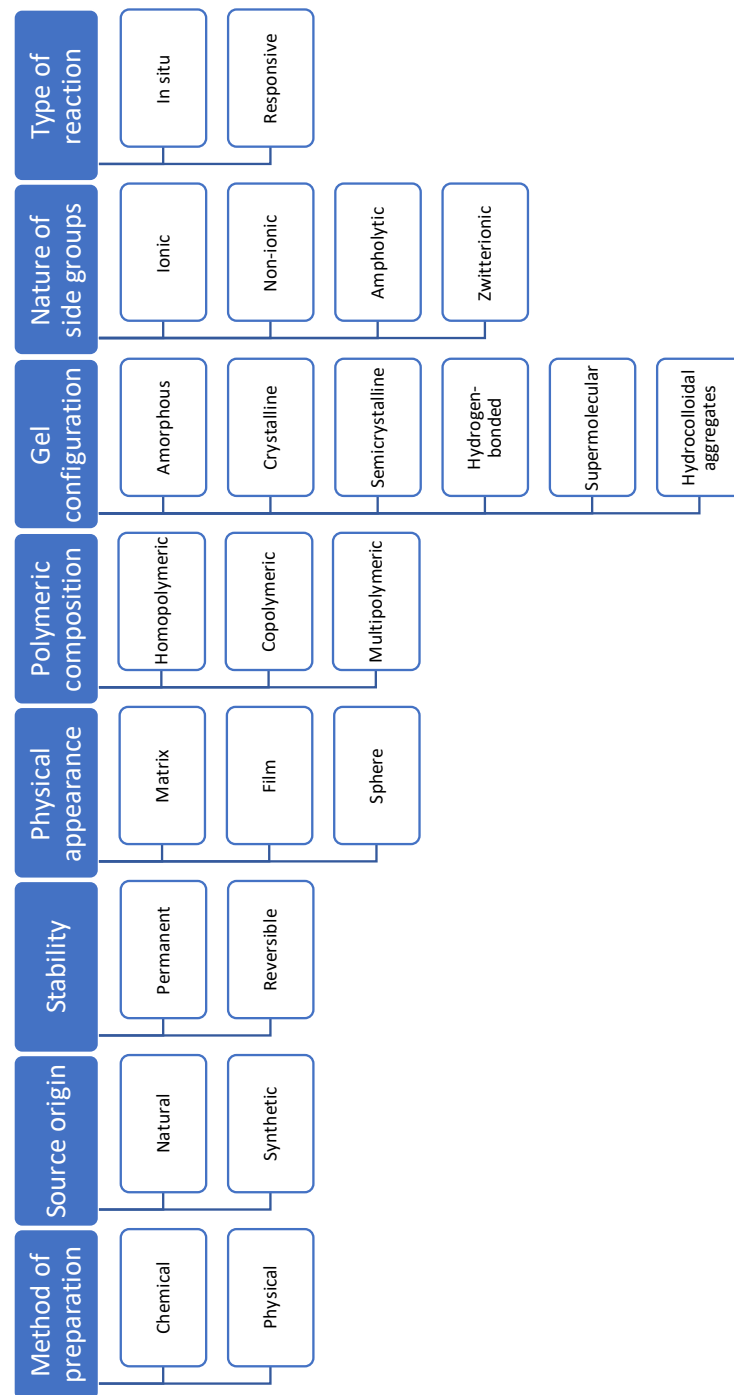 Method of
preparation
Chemical
Physical
Source origin
Natural
Synthetic
Stability
Permanent
Reversible
Physical
appearance
Matrix
Film
Sphere
Polymeric
composition
Homopolymeric
Copolymeric
Multipolymeric
Gel
configuration
Amorphous
Crystalline
Semicrystalline
Hydrogen-
bonded
Supermolecular
Hydrocolloidal
aggregates
Nature of
side groups
Ionic
Non-ionic
Ampholytic
Zwitterionic
Type of
reaction
In situ
Responsive